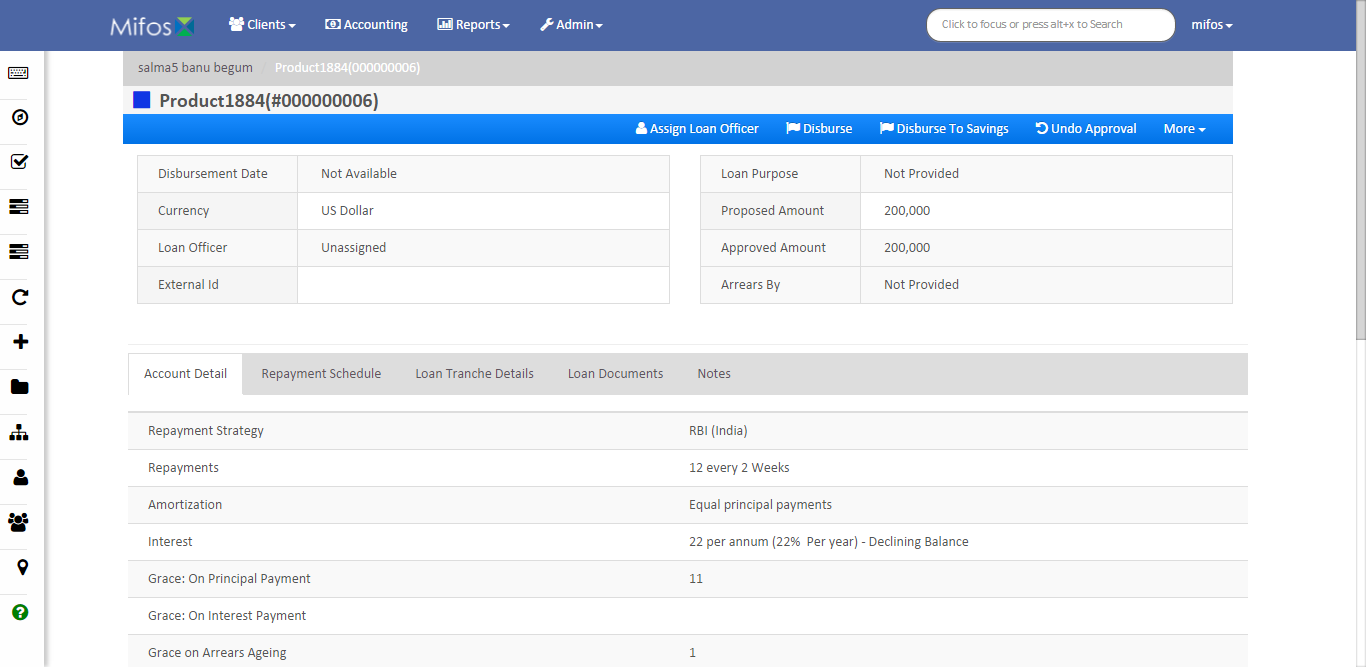 Mifos Clients Accounting Reports Admin Click to focus or press alt+x to Search mifos
salma5 banu begum / Product1884(000000006)
Product1884(#000000006)
Assign Loan Officer Disburse Disburse To Savings Undo Approval More
Disbursement Date Not Available
Currency US Dollar
Loan Officer Unassigned
External Id
Loan Purpose Not Provided
Proposed Amount 200,000
Approved Amount 200,000
Arrears By Not Provided
Account Detail Repayment Schedule Loan Tranche Details Loan Documents Notes
Repayment Strategy RBI (India)
Repayments 12 every 2 Weeks
Amortization Equal principal payments
Interest 22 per annum (22% Per year) - Declining Balance
Grace: On Principal Payment 11
Grace: On Interest Payment
Grace on Arrears Ageing 1